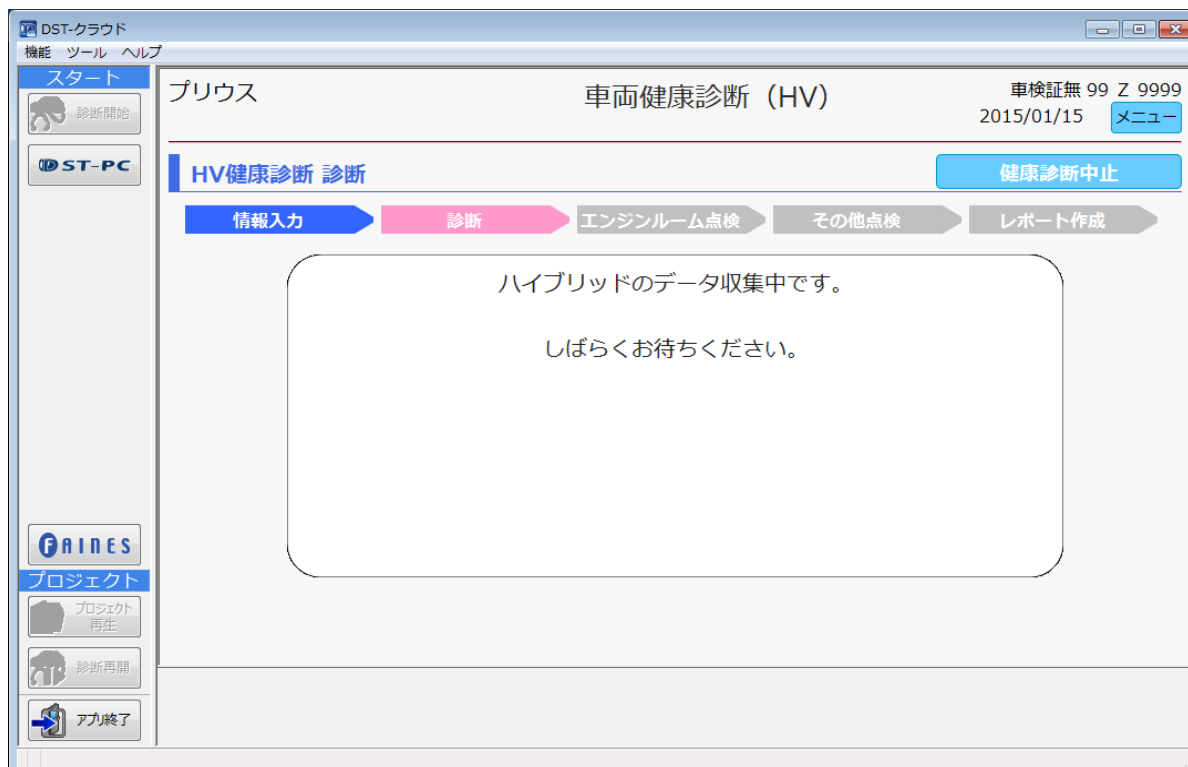 DST-クラウド
機能 ツール ヘルプ
スタート
診断開始
DST-PC
FAINES
プロジェクト
プロジェクト
再生
診断再開
アプリ終了
プリウス
車両健康診断（HV）
車検証無 99 Z 9999
2015/01/15
メニュー
HV健康診断 診断
健康診断中止
情報入力
診断
エンジンルーム点検
その他点検
レポート作成
ハイブリッドのデータ収集中です。
しばらくお待ちください。